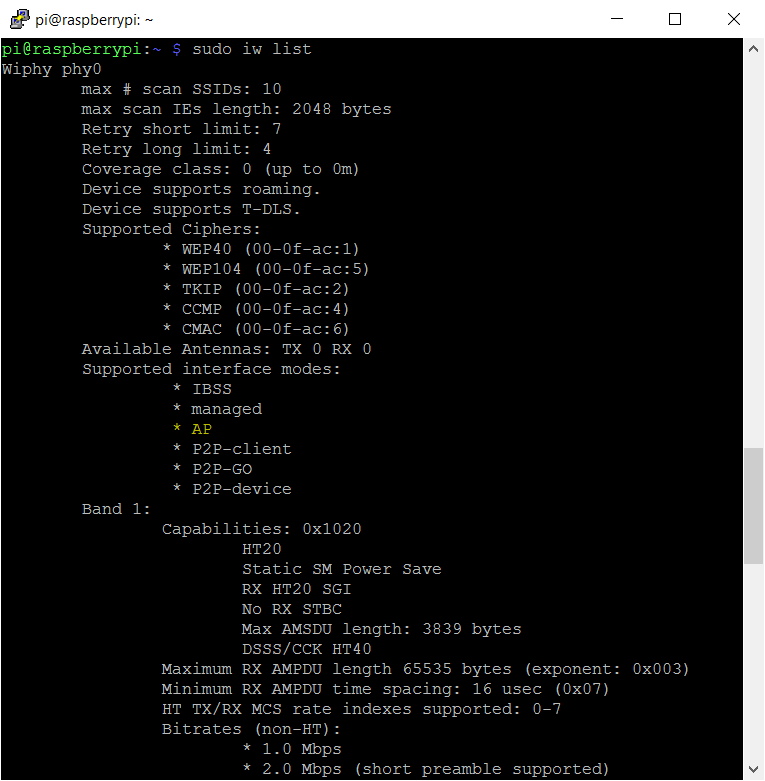 pi@raspberrypi: ~
pi@raspberrypi:~ $ sudo iw list
Wiphy phy0
max # scan SSIDs: 10
max scan IEs length: 2048 bytes
Retry short limit: 7
Retry long limit: 4
Coverage class: 0 (up to 0m)
Device supports roaming.
Device supports T-DLS.
Supported Ciphers:
* WEP40 (00-0f-ac:1)
* WEP104 (00-0f-ac:5)
* TKIP (00-0f-ac:2)
* CCMP (00-0f-ac:4)
* CMAC (00-0f-ac:6)
Available Antennas: TX 0 RX 0
Supported interface modes:
* IBSS
* managed
* AP
* P2P-client
* P2P-GO
* P2P-device
Band 1:
Capabilities: 0x1020
HT20
Static SM Power Save
RX HT20 SGI
No RX STBC
Max AMSDU length: 3839 bytes
DSSS/CCK HT40
Maximum RX AMPDU length 65535 bytes (exponent: 0x003)
Minimum RX AMPDU time spacing: 16 usec (0x07)
HT TX/RX MCS rate indexes supported: 0-7
Bitrates (non-HT):
* 1.0 Mbps
* 2.0 Mbps (short preamble supported)